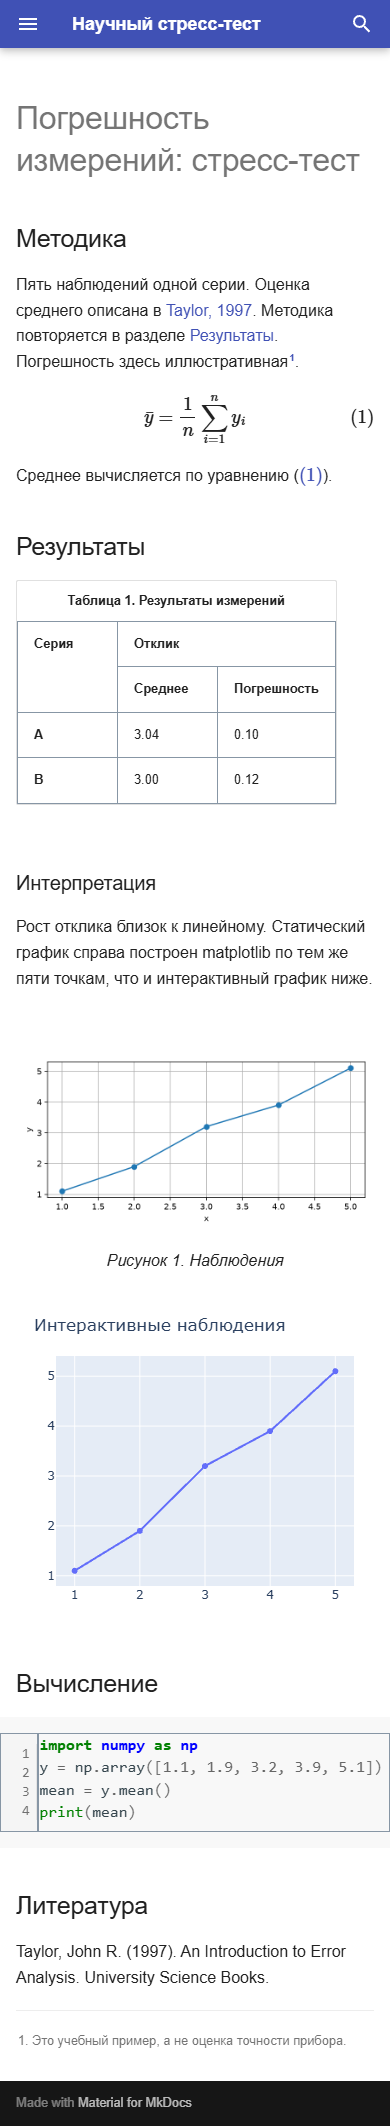 Научный стресс-тест
Погрешность
измерений: стресс-тест
Методика
Пять наблюдений одной серии. Оценка
среднего описана в Taylor, 1997. Методика
повторяется в разделе Результаты.
Погрешность здесь иллюстративная¹.
ȳ = 1/n ∑ᵢ₌₁ⁿ yᵢ (1)
Среднее вычисляется по уравнению ((1)).
Результаты
Таблица 1. Результаты измерений
Серия Отклик
Среднее Погрешность
A 3.04 0.10
B 3.00 0.12
Интерпретация
Рост отклика близок к линейному. Статический
график справа построен matplotlib по тем же
пяти точкам, что и интерактивный график ниже.
5
4
3
2
1
y
1.0 1.5 2.0 2.5 3.0 3.5 4.0 4.5 5.0
x
Рисунок 1. Наблюдения
Интерактивные наблюдения
5
4
3
2
1
1 2 3 4 5
Вычисление
1 import numpy as np
2 y = np.array([1.1, 1.9, 3.2, 3.9, 5.1])
3 mean = y.mean()
4 print(mean)
Литература
Taylor, John R. (1997). An Introduction to Error
Analysis. University Science Books.
1. Это учебный пример, а не оценка точности прибора.
Made with Material for MkDocs